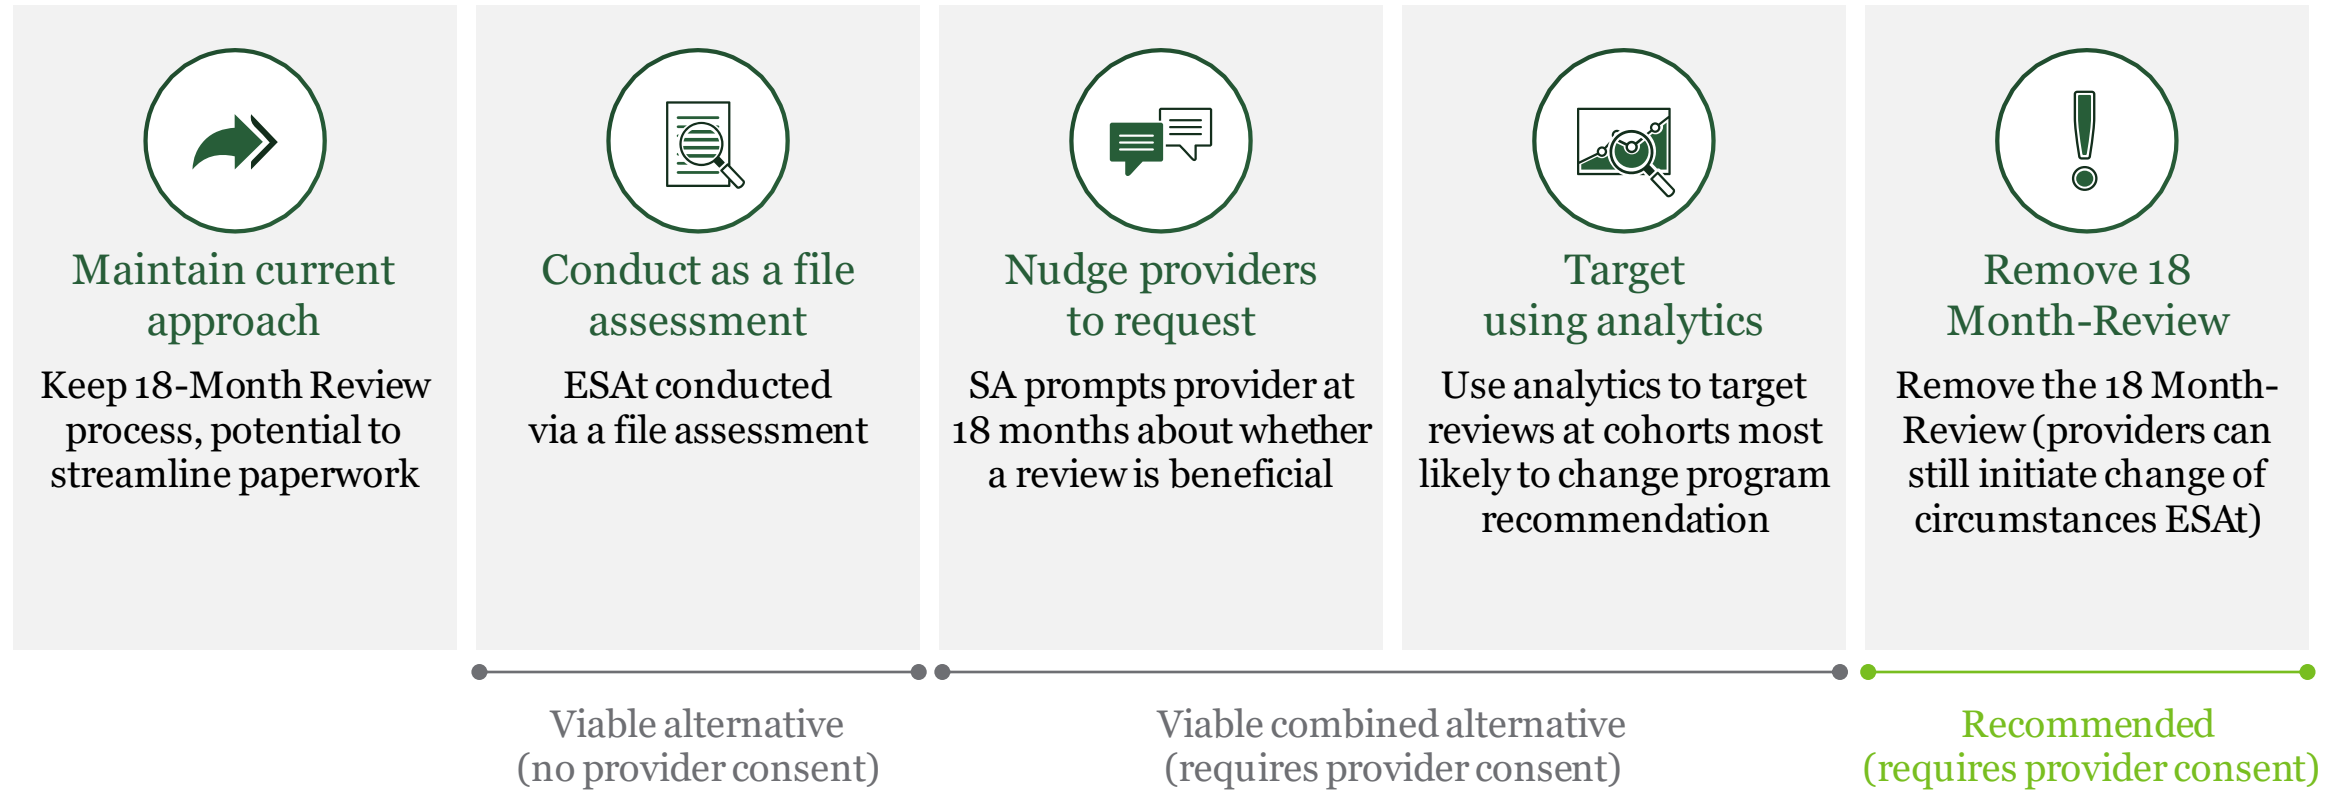 Maintain current
approach
Keep 18-Month Review
process, potential to
streamline paperwork
Conduct as a file
assessment
ESAt conducted
via a file assessment
Nudge providers
to request
SA prompts provider at
18 months about whether
a review is beneficial
Target
using analytics
Use analytics to target
reviews at cohorts most
likely to change program
recommendation
Remove 18
Month-Review
Remove the 18 Month-
Review (providers can
still initiate change of
circumstances ESAt)
Viable alternative
(no provider consent)
Viable combined alternative
(requires provider consent)
Recommended
(requires provider consent)